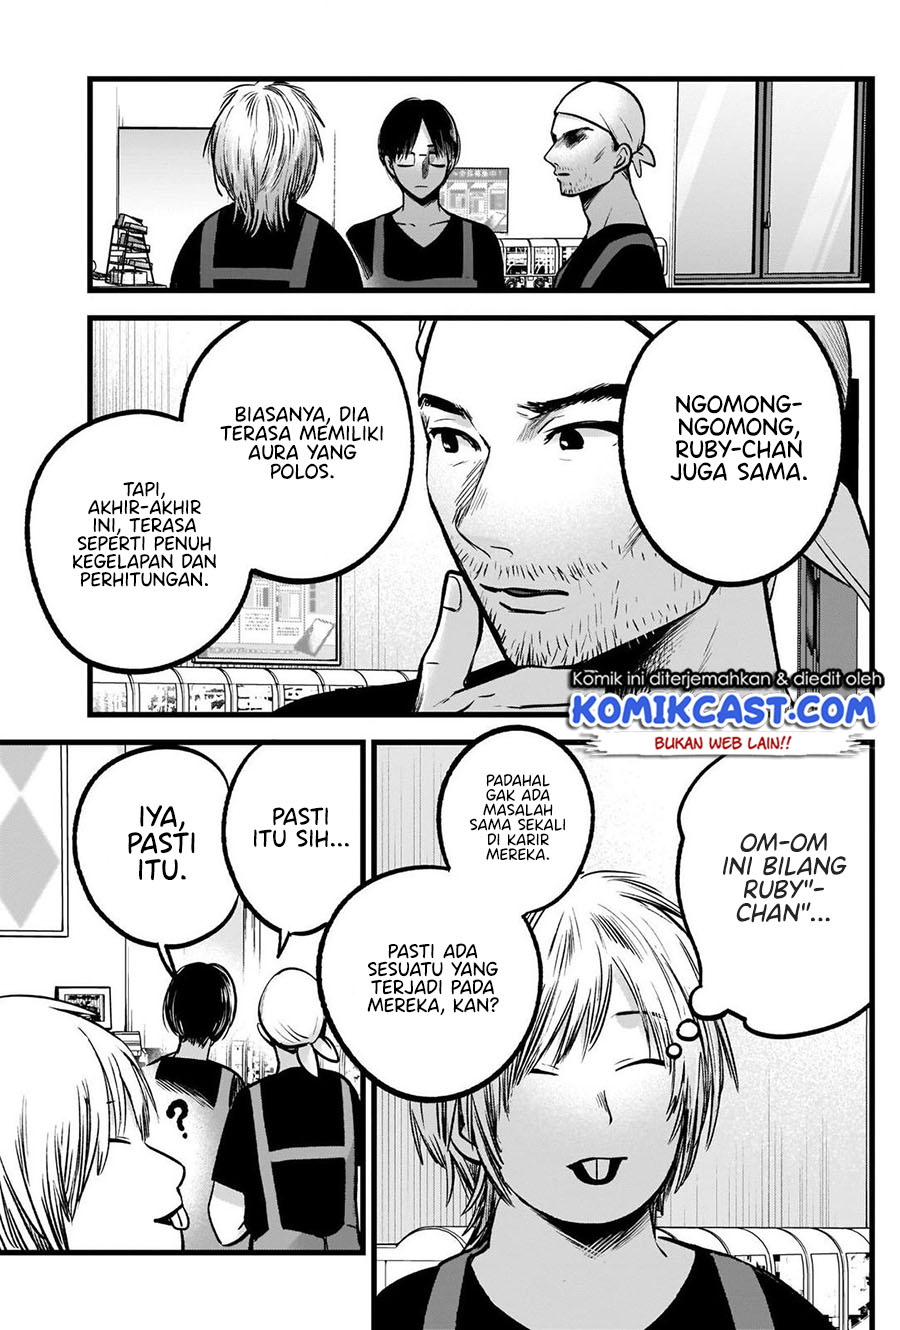 NGOMONG-
NGOMONG,
RUBY-CHAN
JUGA SAMA.
BIASANYA, DIA
TERASA MEMILIKI
AURA YANG
POLOS.
TAPI,
AKHIR-AKHIR
INI, TERASA
SEPERTI PENUH
KEGELAPAN DAN
PERHITUNGAN.
Komik ini diterjemahkan & diedit oleh
KOMIKCAST.COM
BUKAN WEB LAIN!!
OM-OM
INI BILANG
RUBY"-
CHAN"...
PADAHAL
GAK ADA
MASALAH
SAMA SEKALI
DI KARIR
MEREKA.
PASTI ADA
SESUATU YANG
TERJADI PADA
MEREKA, KAN?
PASTI
ITU SIH...
IYA,
PASTI
ITU.
?